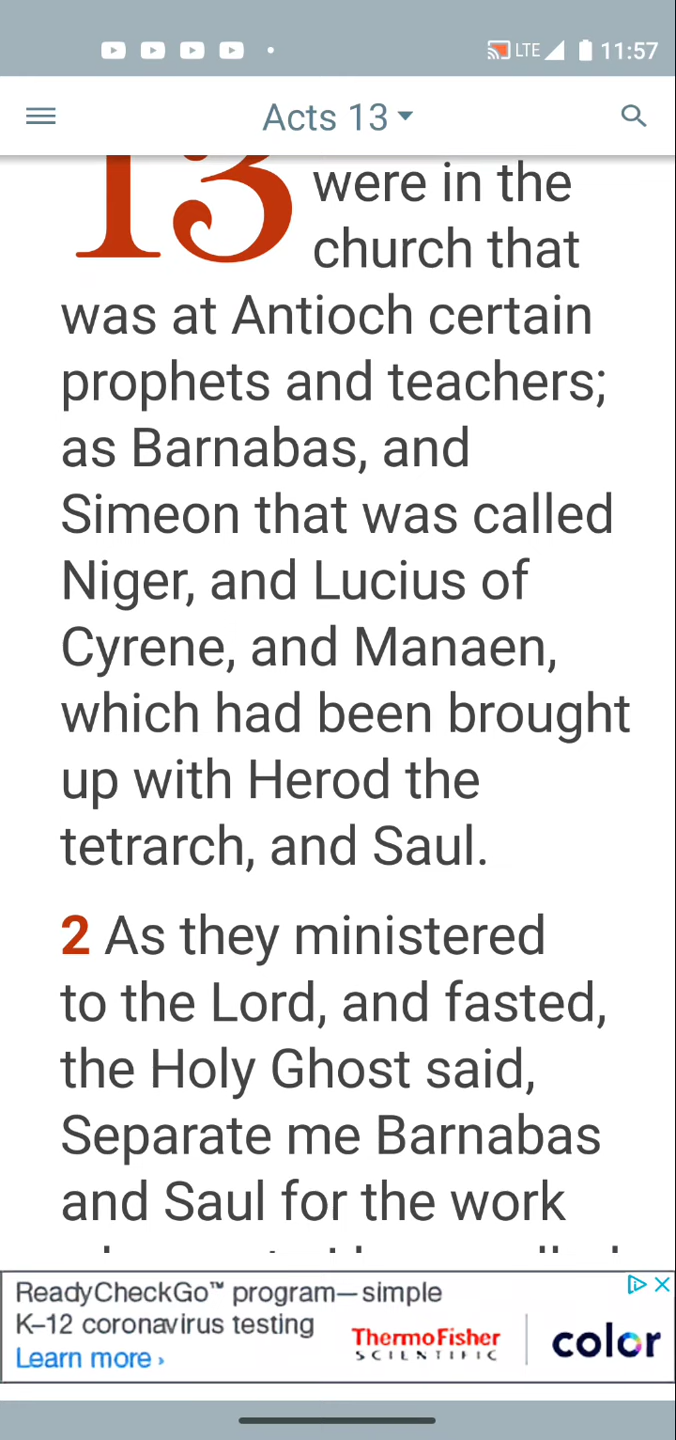 LTE 11:57
Acts 13
13 were in the
church that
was at Antioch certain
prophets and teachers;
as Barnabas, and
Simeon that was called
Niger, and Lucius of
Cyrene, and Manaen,
which had been brought
up with Herod the
tetrarch, and Saul.
2 As they ministered
to the Lord, and fasted,
the Holy Ghost said,
Separate me Barnabas
and Saul for the work
ReadyCheckGo™ program—simple
K–12 coronavirus testing
Learn more ›
ThermoFisher
SCIENTIFIC
color